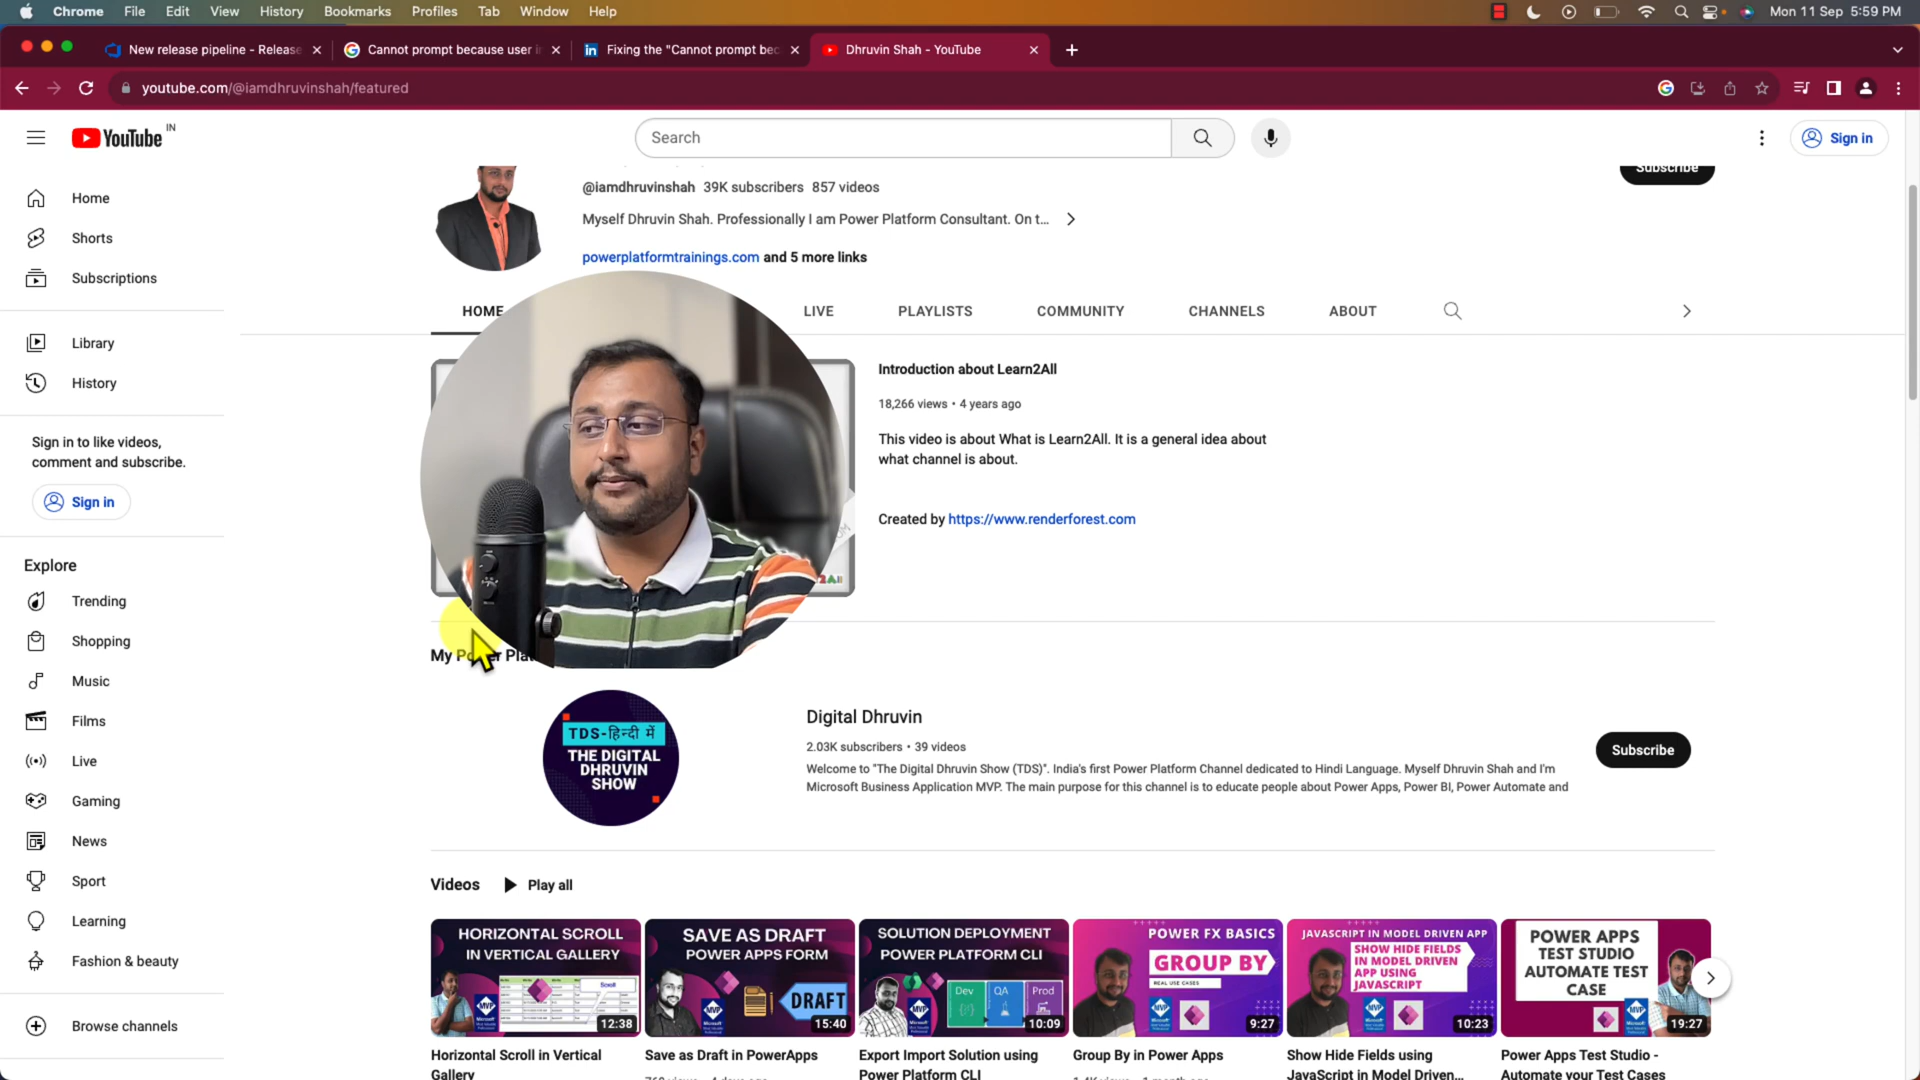 Chrome File Edit View History Bookmarks Profiles Tab Window Help
Mon 11 Sep 5:59 PM
New release pipeline - Release
Cannot prompt because user i
Fixing the "Cannot prompt bec
Dhruvin Shah - YouTube
youtube.com/@iamdhruvinshah/featured
YouTube IN
Search
Sign in
Home
Shorts
Subscriptions
Library
History
Sign in to like videos,
comment and subscribe.
Sign in
Explore
Trending
Shopping
Music
Films
Live
Gaming
News
Sport
Learning
Fashion & beauty
Browse channels
Subscribe
@iamdhruvinshah 39K subscribers 857 videos
Myself Dhruvin Shah. Professionally I am Power Platform Consultant. On t...
powerplatformtrainings.com and 5 more links
HOME LIVE PLAYLISTS COMMUNITY CHANNELS ABOUT
Introduction about Learn2All
18,266 views • 4 years ago
This video is about What is Learn2All. It is a general idea about
what channel is about.
Created by https://www.renderforest.com
My Power Plat
TDS-हिन्दी में
THE DIGITAL
DHRUVIN
SHOW
Digital Dhruvin
2.03K subscribers • 39 videos
Welcome to "The Digital Dhruvin Show (TDS)". India's first Power Platform Channel dedicated to Hindi Language. Myself Dhruvin Shah and I'm
Microsoft Business Application MVP. The main purpose for this channel is to educate people about Power Apps, Power BI, Power Automate and
Subscribe
Videos Play all
HORIZONTAL SCROLL
IN VERTICAL GALLERY
Scroll
MVP
12:38
Horizontal Scroll in Vertical
Gallery
SAVE AS DRAFT
POWER APPS FORM
DRAFT
MVP
15:40
Save as Draft in PowerApps
SOLUTION DEPLOYMENT
POWER PLATFORM CLI
Dev QA Prod
MVP
10:09
Export Import Solution using
Power Platform CLI
POWER FX BASICS
GROUP BY
REAL USE CASES
MVP
9:27
Group By in Power Apps
JAVASCRIPT IN MODEL DRIVEN APP
SHOW HIDE FIELDS
IN MODEL DRIVEN
APP USING
JAVASCRIPT
MVP
10:23
Show Hide Fields using
JavaScript in Model Driven...
POWER APPS
TEST STUDIO
AUTOMATE TEST
CASE
MVP
19:27
Power Apps Test Studio -
Automate your Test Cases